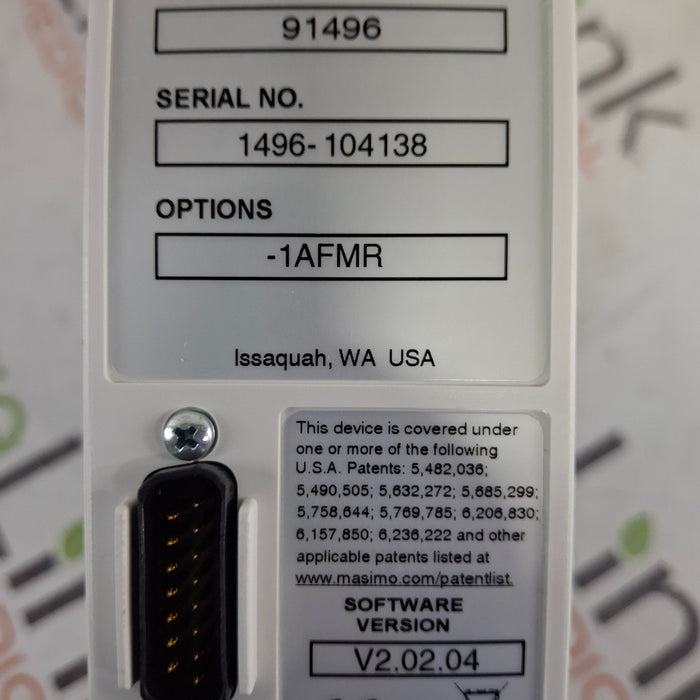 91496
SERIAL NO.
1496-104138
OPTIONS
-1AFMR
Issaquah, WA USA
This device is covered under
one or more of the following
U.S.A. Patents: 5,482,036;
5,490,505; 5,632,272; 5,685,299;
5,758,644; 5,769,785; 6,206,830;
6,157,850; 6,236,222 and other
applicable patents listed at
www.masimo.com/patentlist.
SOFTWARE
VERSION
V2.02.04